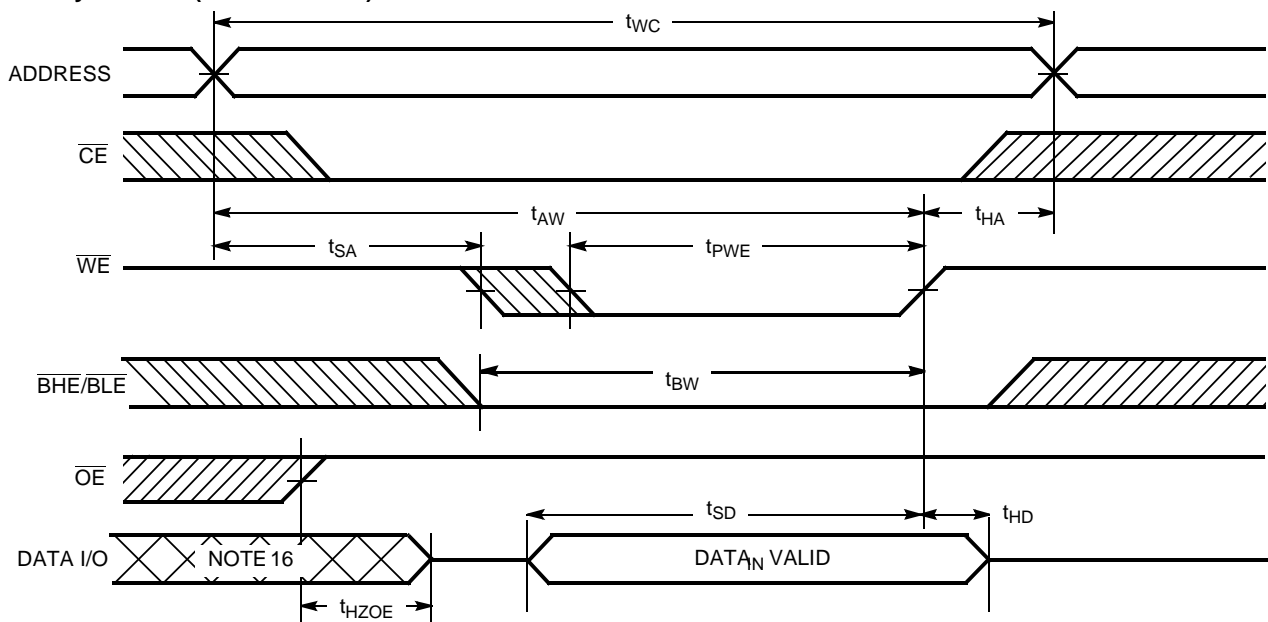 tWC
ADDRESS
CE
tAW
tHA
tSA
tPWE
WE
BHE/BLE
tBW
OE
tSD
tHD
DATA I/O
NOTE 16
DATAIN VALID
tHZOE